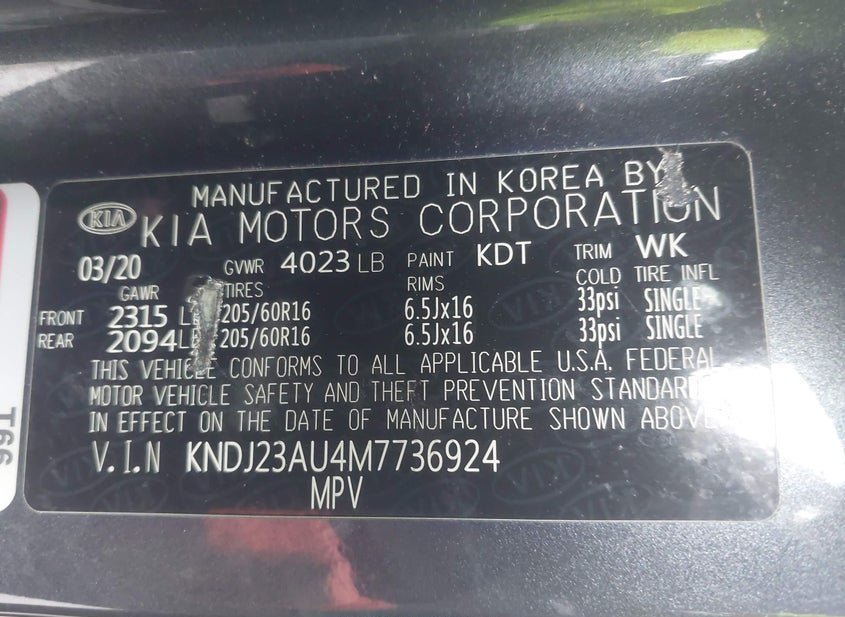 MANUFACTURED IN KOREA BY
KIA KIA MOTORS CORPORATION
03/20 GVWR 4023 LB PAINT KDT TRIM WK
GAWR TIRES RIMS COLD TIRE INFL
FRONT 2315 205/60R16 6.5Jx16 33psi SINGLE
REAR 2094 205/60R16 6.5Jx16 33psi SINGLE
THIS VEHICLE CONFORMS TO ALL APPLICABLE U.S.A. FEDERAL
MOTOR VEHICLE SAFETY AND THEFT PREVENTION STANDARD
IN EFFECT ON THE DATE OF MANUFACTURE SHOWN ABOVE
V.I.N KNDJ23AU4M7736924
MPV